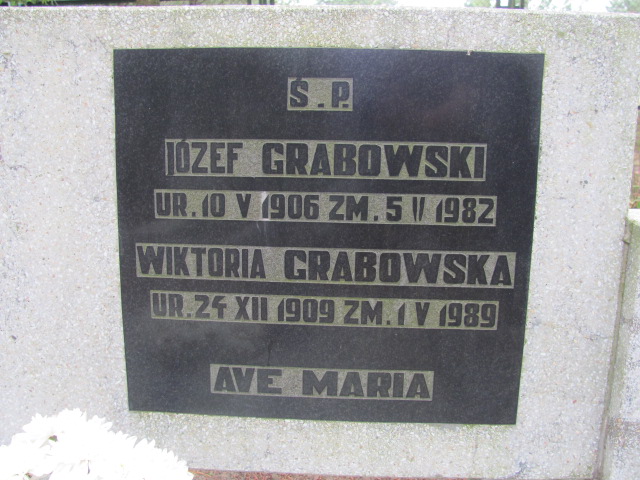 Ś.P.
JÓZEF GRABOWSKI
UR. 10 V 1906 ZM. 5 II 1982
WIKTORIA GRABOWSKA
UR. 24 XII 1909 ZM. 1 V 1989
AVE MARIA